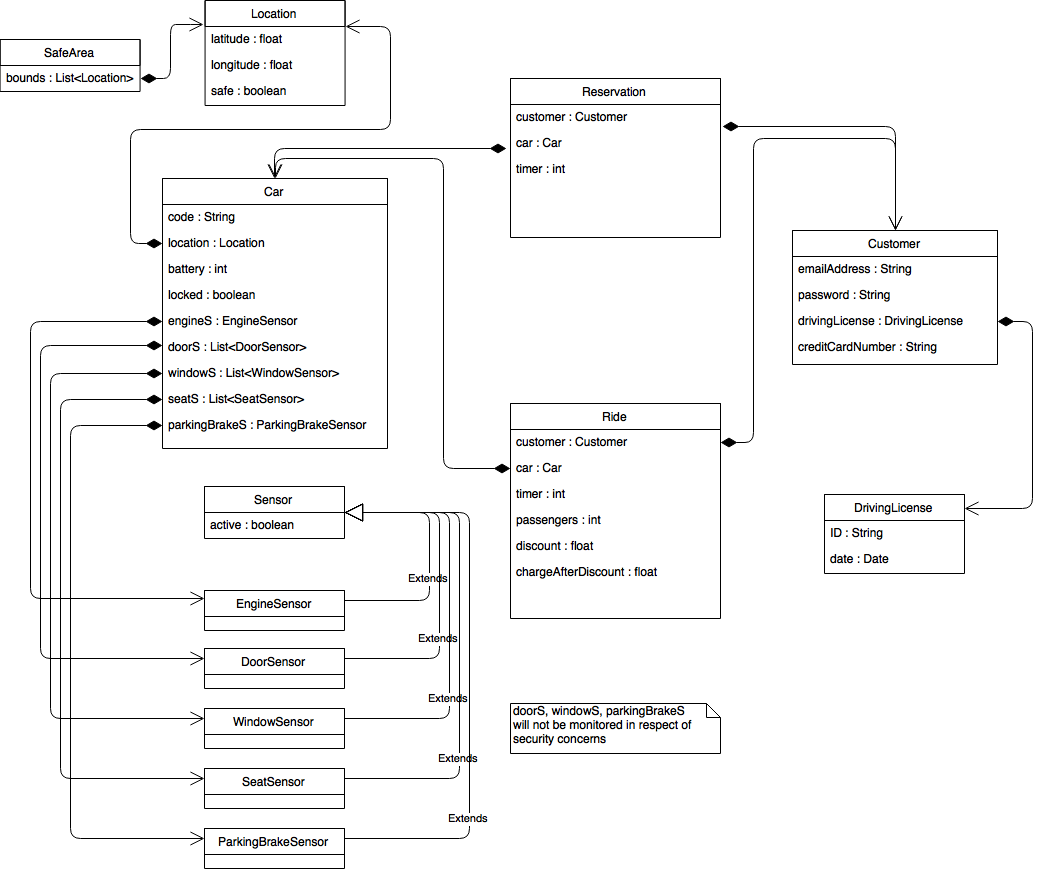 Location
latitude : float
longitude : float
safe : boolean
SafeArea
bounds : List<Location>
Reservation
customer : Customer
car : Car
timer : int
Car
code : String
location : Location
battery : int
locked : boolean
engineS : EngineSensor
doorS : List<DoorSensor>
windowS : List<WindowSensor>
seatS : List<SeatSensor>
parkingBrakeS : ParkingBrakeSensor
Customer
emailAddress : String
password : String
drivingLicense : DrivingLicense
creditCardNumber : String
Ride
customer : Customer
car : Car
timer : int
passengers : int
discount : float
chargeAfterDiscount : float
Sensor
active : boolean
DrivingLicense
ID : String
date : Date
Extends
EngineSensor
Extends
DoorSensor
Extends
WindowSensor
Extends
SeatSensor
Extends
ParkingBrakeSensor
doorS, windowS, parkingBrakeS
will not be monitored in respect of
security concerns